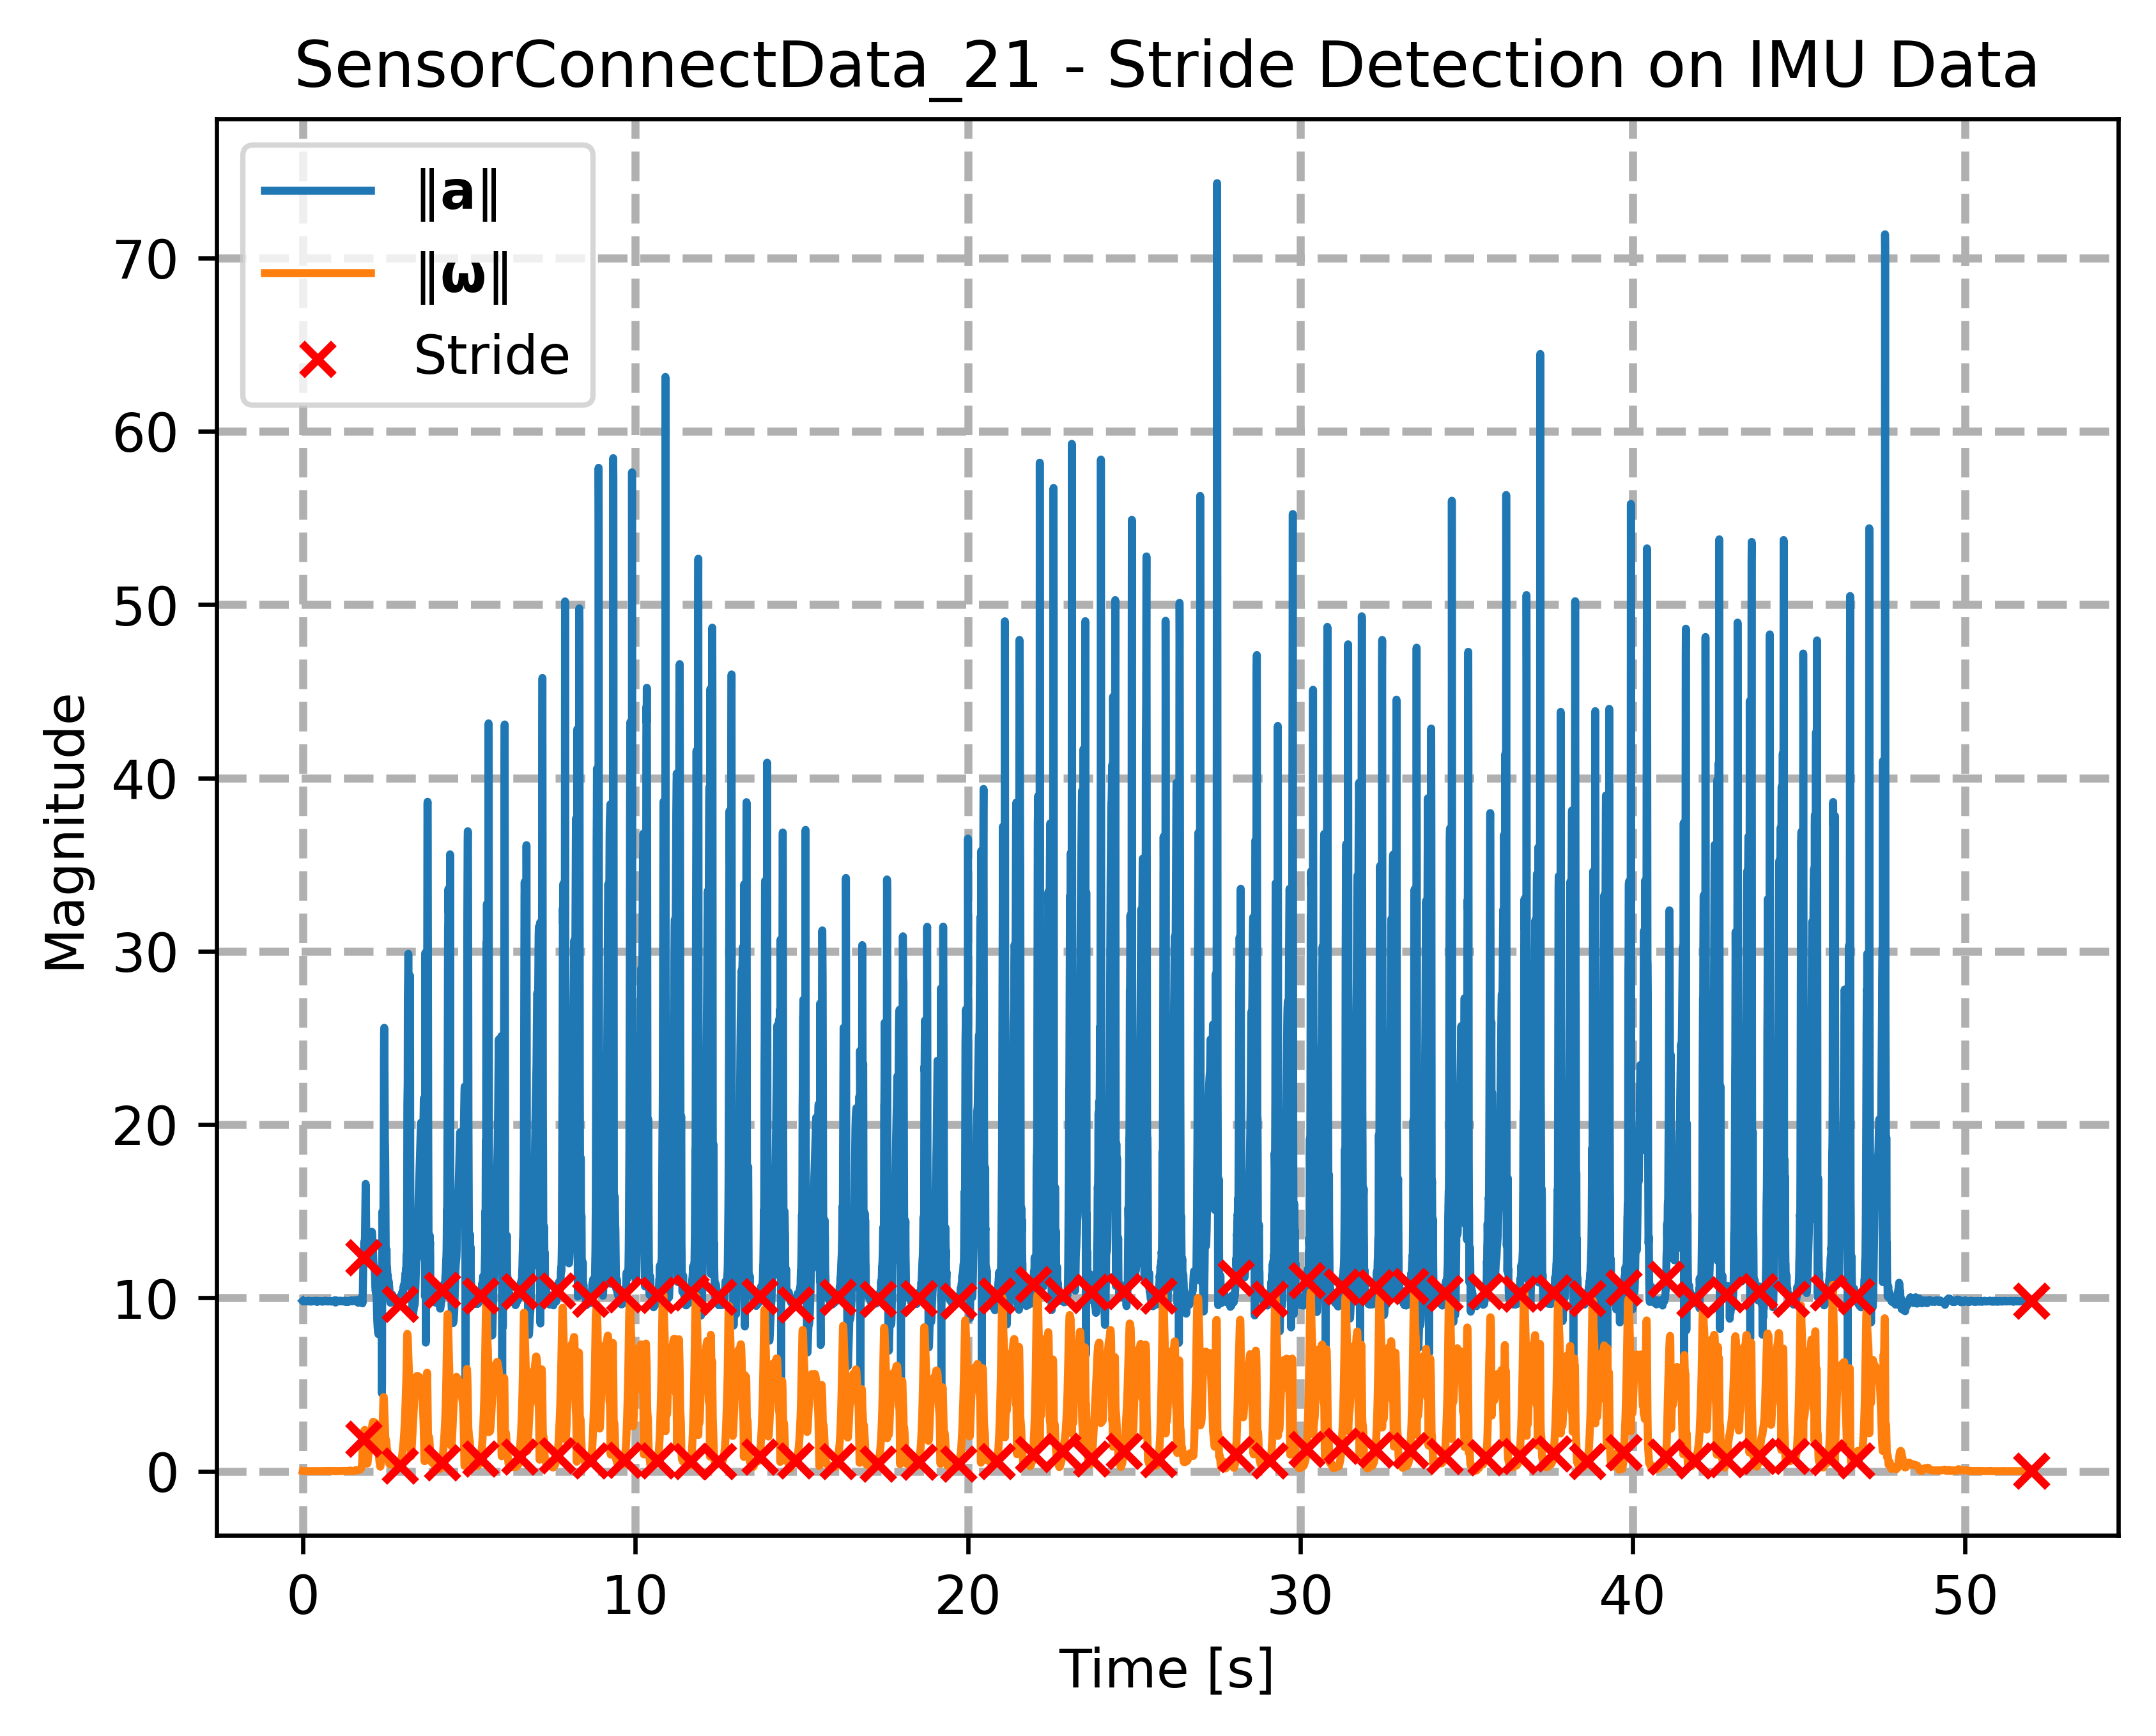 SensorConnectData_21 - Stride Detection on IMU Data
‖a‖
‖ω‖
Stride
Magnitude
70
60
50
40
30
20
10
0
0 10 20 30 40 50
Time [s]